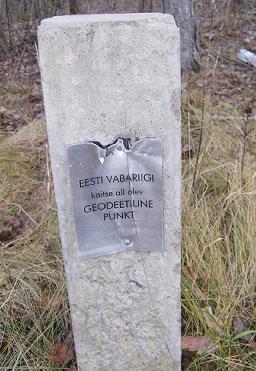 EESTI VABARIIGI
kaitse all olev
GEODEETILINE
PUNKT